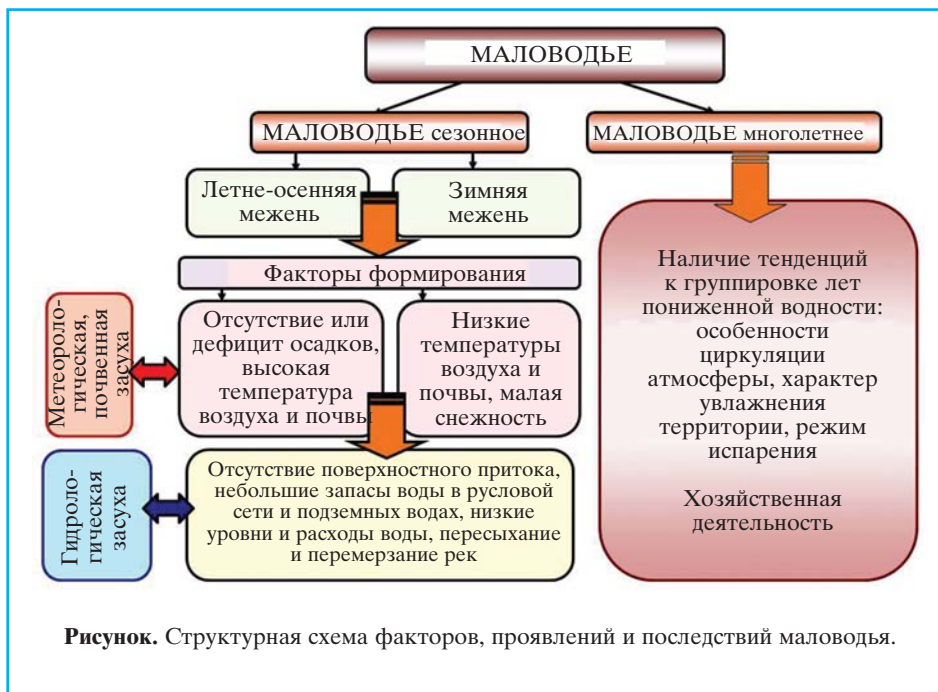 МАЛОВОДЬЕ
МАЛОВОДЬЕ сезонное
МАЛОВОДЬЕ многолетнее
Летне-осенняя
межень
Зимняя
межень
Факторы формирования
Метеороло-
гическая,
почвенная
засуха
Отсутствие или
дефицит осадков,
высокая
температура
воздуха и почвы
Низкие
температуры
воздуха и
почвы, малая
снежность
Гидроло-
гическая
засуха
Отсутствие поверхностного притока,
небольшие запасы воды в русловой
сети и подземных водах, низкие
уровни и расходы воды, пересыхание
и перемерзание рек
Наличие тенденций
к группировке лет
пониженной водности:
особенности
циркуляции
атмосферы, характер
увлажнения
территории, режим
испарения
Хозяйственная
деятельность
Рисунок. Структурная схема факторов, проявлений и последствий маловодья.